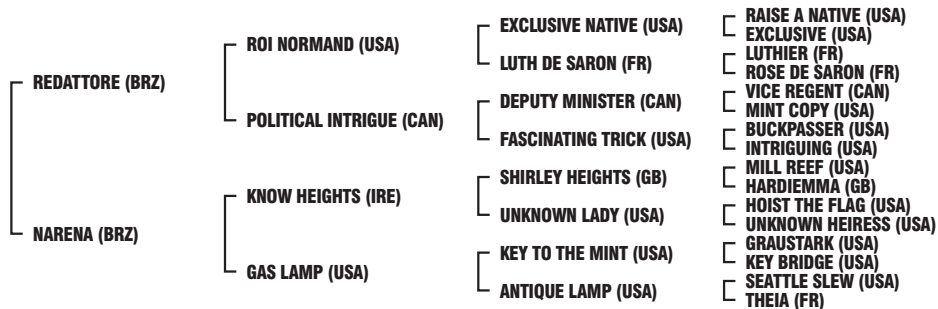 REDATTORE (BRZ)
NARENA (BRZ)
ROI NORMAND (USA)
POLITICAL INTRIGUE (CAN)
KNOW HEIGHTS (IRE)
GAS LAMP (USA)
EXCLUSIVE NATIVE (USA)
LUTH DE SARON (FR)
DEPUTY MINISTER (CAN)
FASCINATING TRICK (USA)
SHIRLEY HEIGHTS (GB)
UNKNOWN LADY (USA)
KEY TO THE MINT (USA)
ANTIQUE LAMP (USA)
RAISE A NATIVE (USA)
EXCLUSIVE (USA)
LUTHIER (FR)
ROSE DE SARON (FR)
VICE REGENT (CAN)
MINT COPY (USA)
BUCKPASSER (USA)
INTRIGUING (USA)
MILL REEF (USA)
HARDIEMMA (GB)
HOIST THE FLAG (USA)
UNKNOWN HEIRESS (USA)
GRAUSTARK (USA)
KEY BRIDGE (USA)
SEATTLE SLEW (USA)
THEIA (FR)